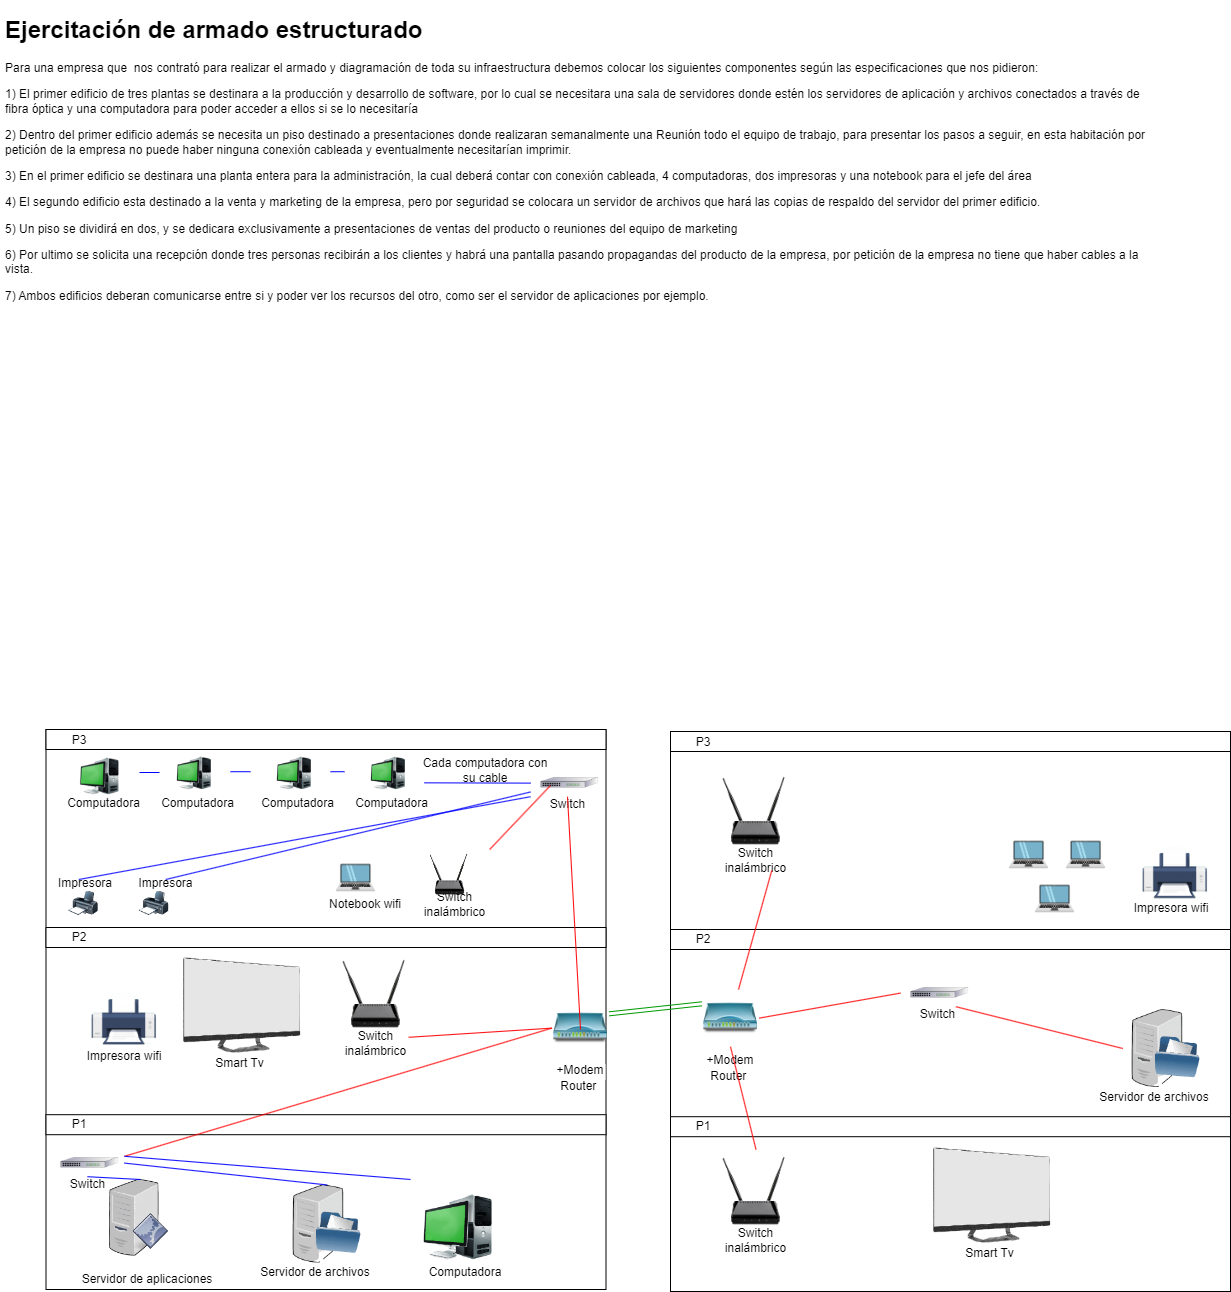 Ejercitación de armado estructurado
Para una empresa que  nos contrató para realizar el armado y diagramación de toda su infraestructura debemos colocar los siguientes componentes según las especificaciones que nos pidieron:
1) El primer edificio de tres plantas se destinara a la producción y desarrollo de software, por lo cual se necesitara una sala de servidores donde estén los servidores de aplicación y archivos conectados a través de
fibra óptica y una computadora para poder acceder a ellos si se lo necesitaría
2) Dentro del primer edificio además se necesita un piso destinado a presentaciones donde realizaran semanalmente una Reunión todo el equipo de trabajo, para presentar los pasos a seguir, en esta habitación por
petición de la empresa no puede haber ninguna conexión cableada y eventualmente necesitarían imprimir.
3) En el primer edificio se destinara una planta entera para la administración, la cual deberá contar con conexión cableada, 4 computadoras, dos impresoras y una notebook para el jefe del área
4) El segundo edificio esta destinado a la venta y marketing de la empresa, pero por seguridad se colocara un servidor de archivos que hará las copias de respaldo del servidor del primer edificio.
5) Un piso se dividirá en dos, y se dedicara exclusivamente a presentaciones de ventas del producto o reuniones del equipo de marketing
6) Por ultimo se solicita una recepción donde tres personas recibirán a los clientes y habrá una pantalla pasando propagandas del producto de la empresa, por petición de la empresa no tiene que haber cables a la
vista.
7) Ambos edificios deberan comunicarse entre si y poder ver los recursos del otro, como ser el servidor de aplicaciones por ejemplo.
P3
Cada computadora con
su cable
Computadora
Computadora
Computadora
Computadora
Switch
Impresora
Impresora
Notebook wifi
Switch
inalámbrico
P2
Impresora wifi
Smart Tv
Switch
inalámbrico
+Modem
Router
P1
Switch
Servidor de aplicaciones
Servidor de archivos
Computadora
P3
Switch
inalámbrico
Impresora wifi
P2
Switch
+Modem
Router
Servidor de archivos
P1
Switch
inalámbrico
Smart Tv